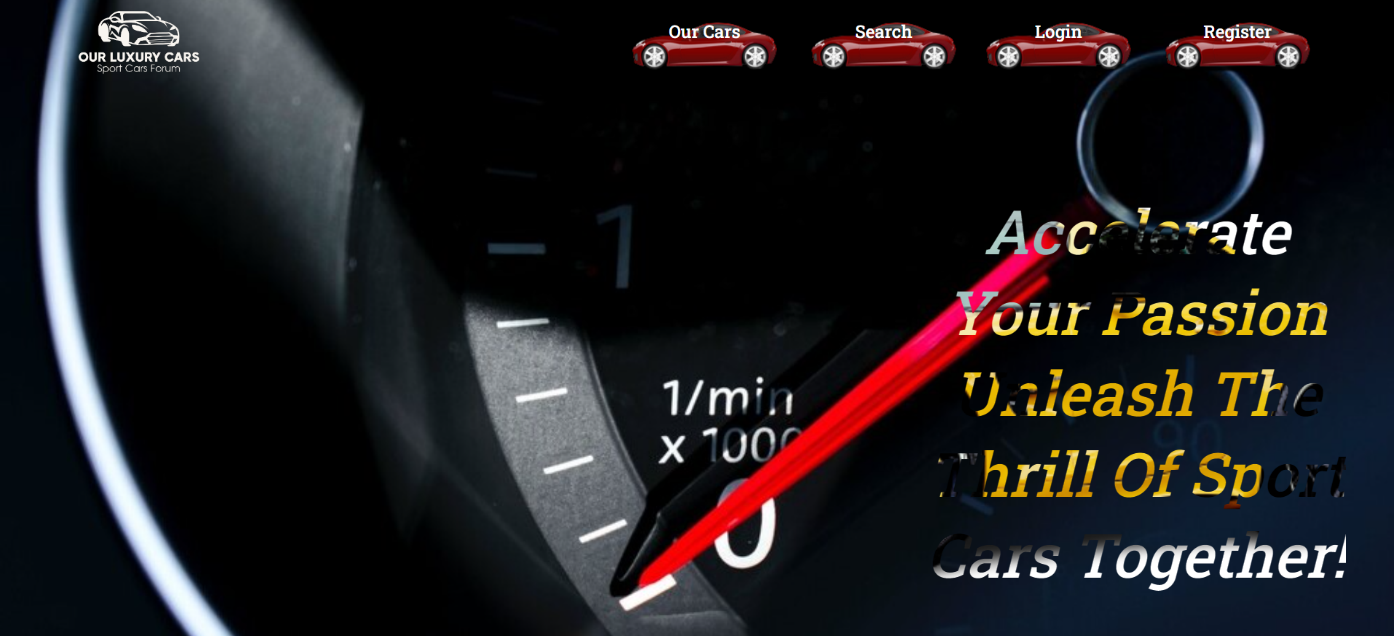 OUR LUXURY CARS
Sport Cars Forum
Our Cars
Search
Login
Register
1
1/min
x 1000
0
Accelerate
Your Passion
Unleash The
Thrill Of Sport
Cars Together!
90